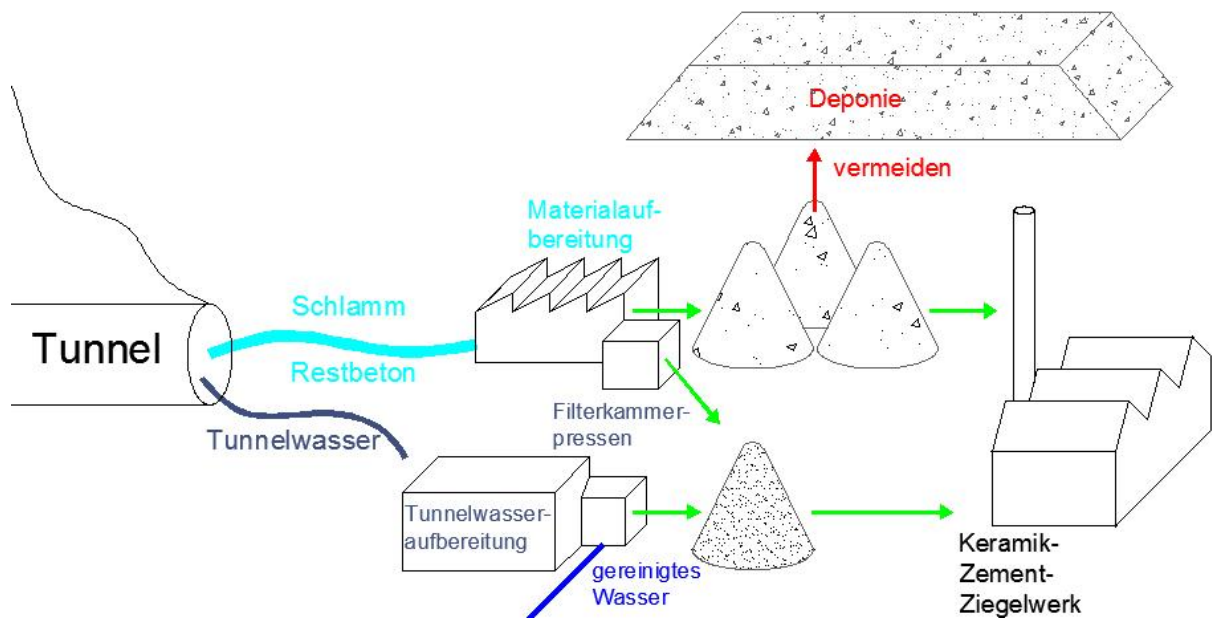 Deponie
vermeiden
Materialauf-
bereitung
Schlamm
Tunnel
Restbeton
Filterkammer-
pressen
Tunnelwasser
Tunnelwasser-
aufbereitung
gereinigtes
Wasser
Keramik-
Zement-
Ziegelwerk